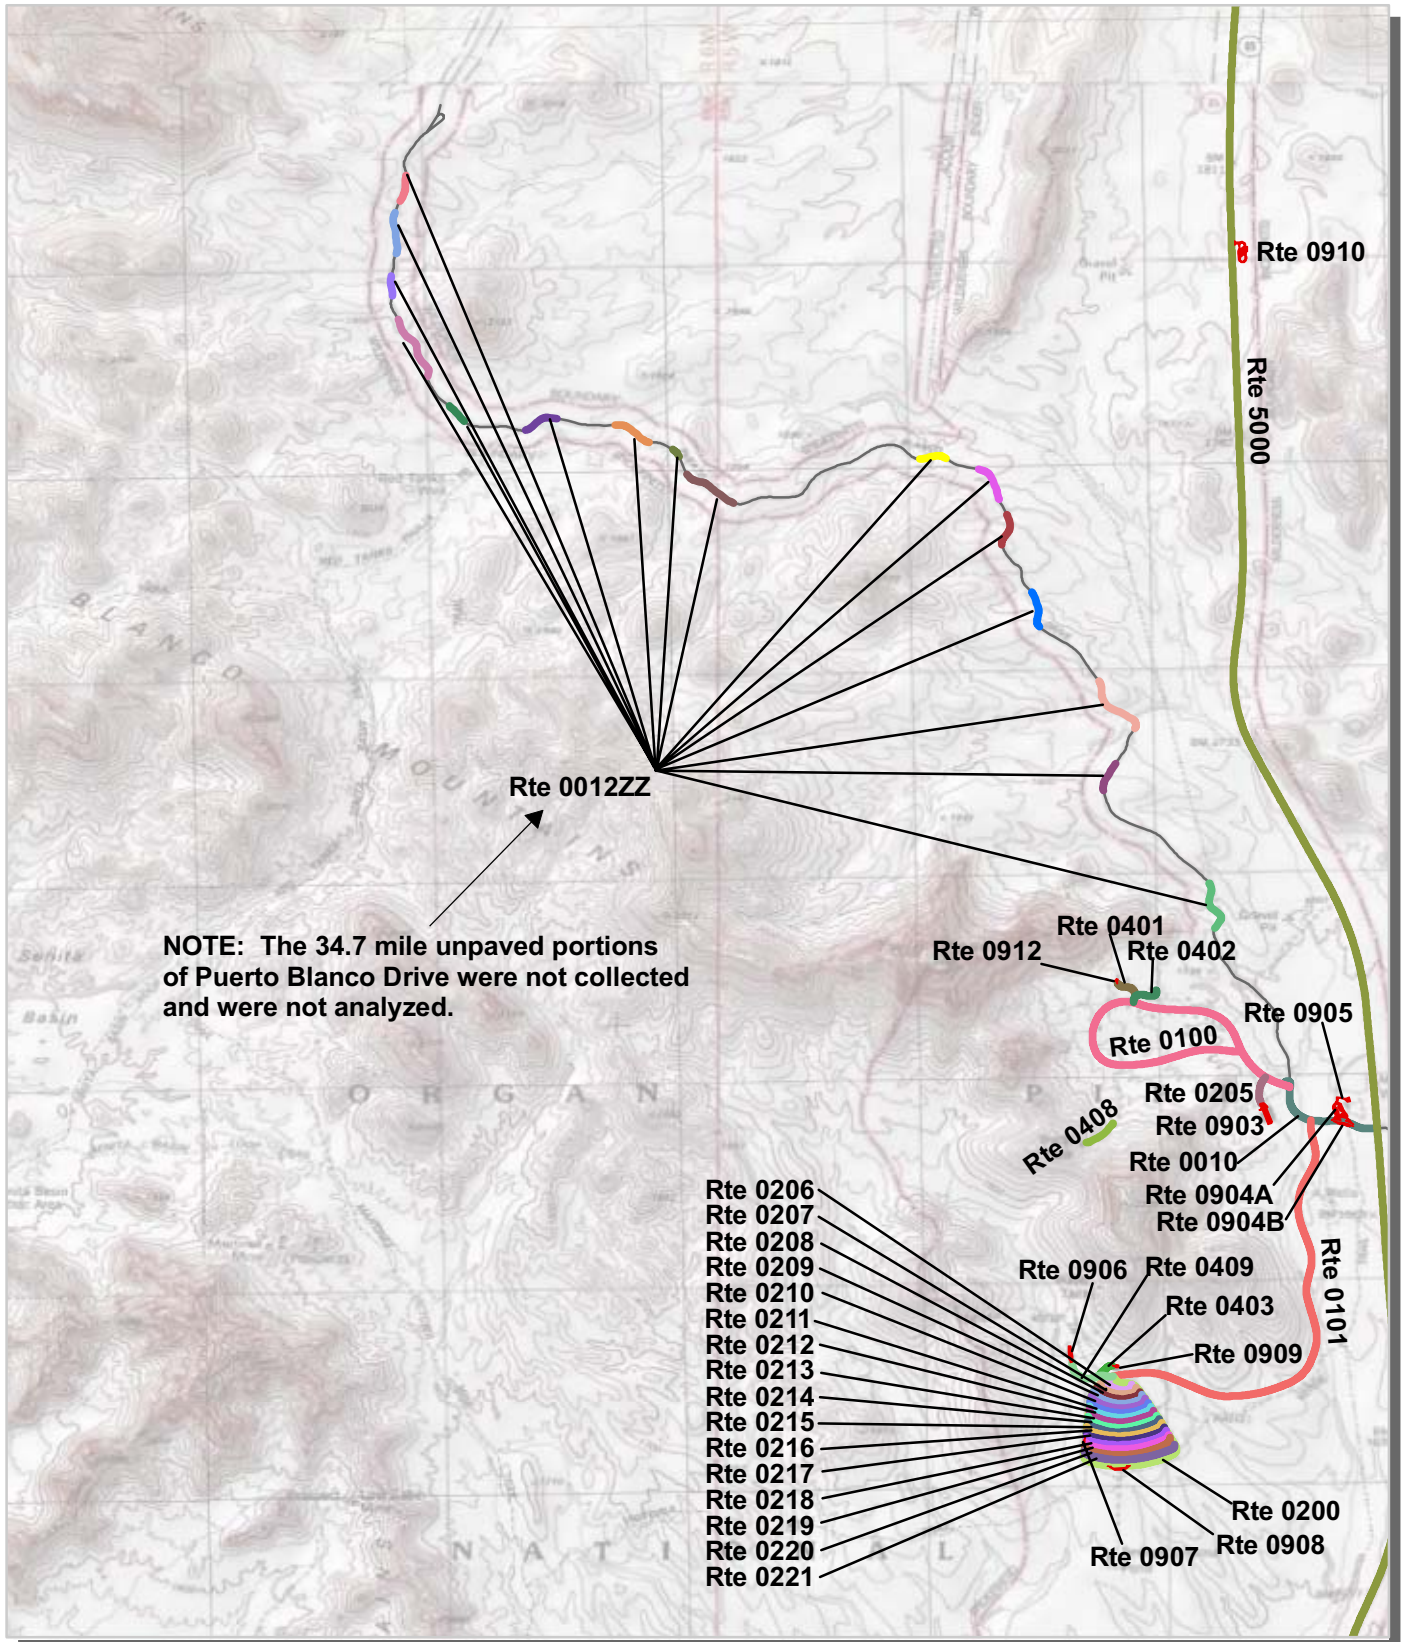 Rte 0910
Rte 5000
Rte 0012ZZ
NOTE: The 34.7 mile unpaved portions
of Puerto Blanco Drive were not collected
and were not analyzed.
Rte 0401
Rte 0912
Rte 0402
Rte 0905
Rte 0100
Rte 0205
Rte 0408
Rte 0903
Rte 0010
Rte 0904A
Rte 0904B
Rte 0101
Rte 0206
Rte 0207
Rte 0208
Rte 0209
Rte 0210
Rte 0211
Rte 0212
Rte 0213
Rte 0214
Rte 0215
Rte 0216
Rte 0217
Rte 0218
Rte 0219
Rte 0220
Rte 0221
Rte 0906
Rte 0409
Rte 0403
Rte 0909
Rte 0200
Rte 0908
Rte 0907
BLANCO
MOUNTAINS
Senita
Basin
Gravel
Pit
BOUNDARY